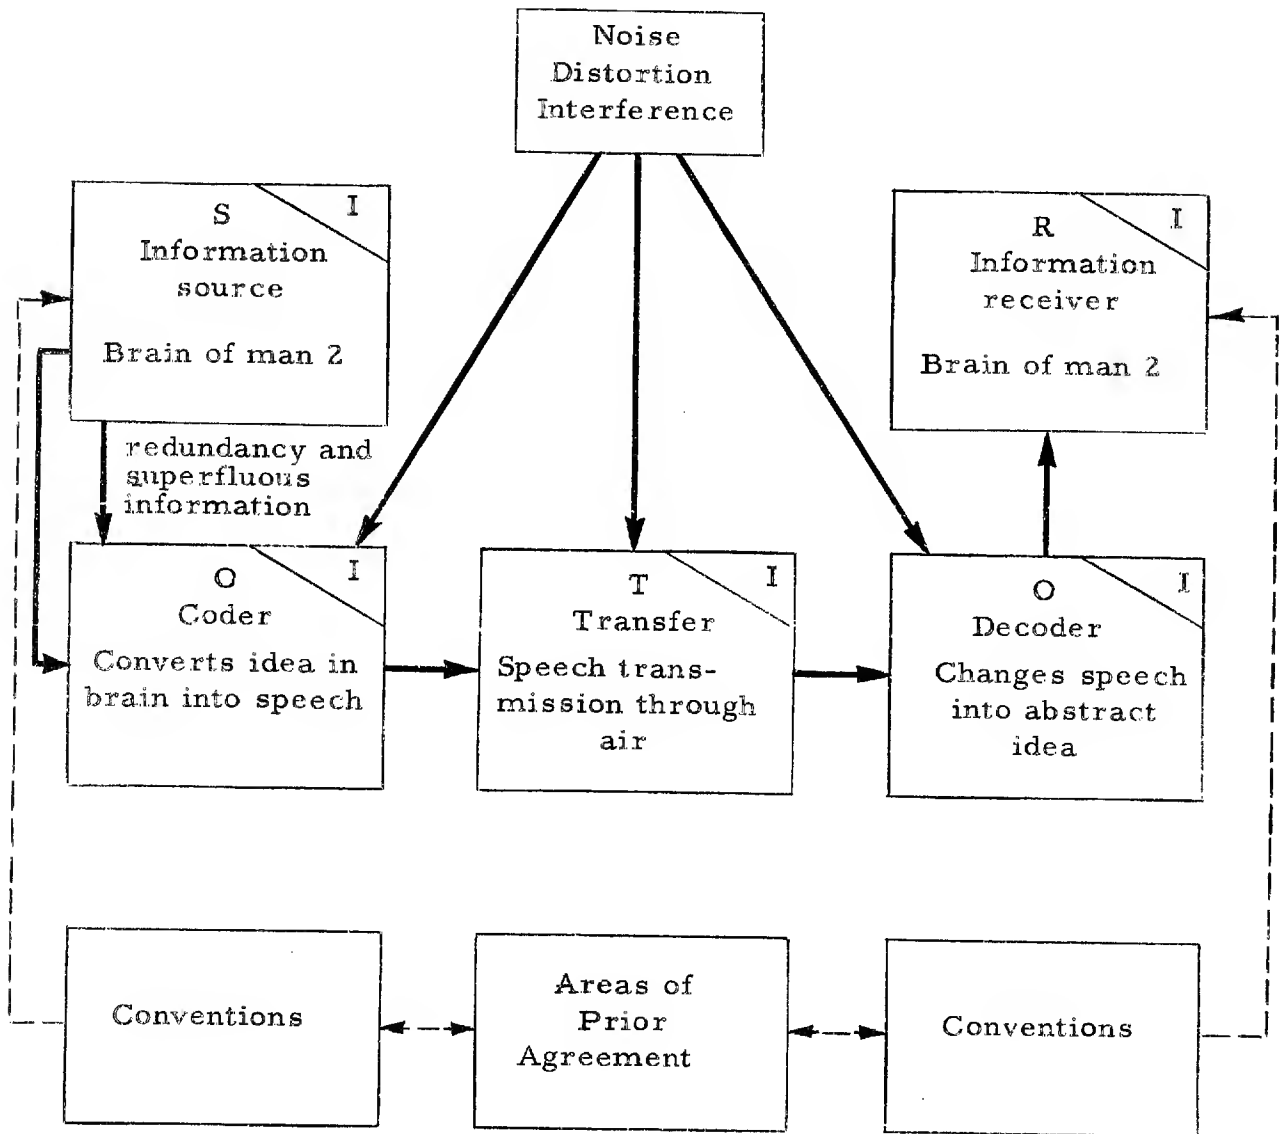 Noise
Distortion
Interference
S
I
Information
source
Brain of man 2
R
I
Information
receiver
Brain of man 2
redundancy and
superfluous
information
O
I
Coder
Converts idea in
brain into speech
T
I
Transfer
Speech trans-
mission through
air
O
I
Decoder
Changes speech
into abstract
idea
Conventions
Areas of
Prior
Agreement
Conventions